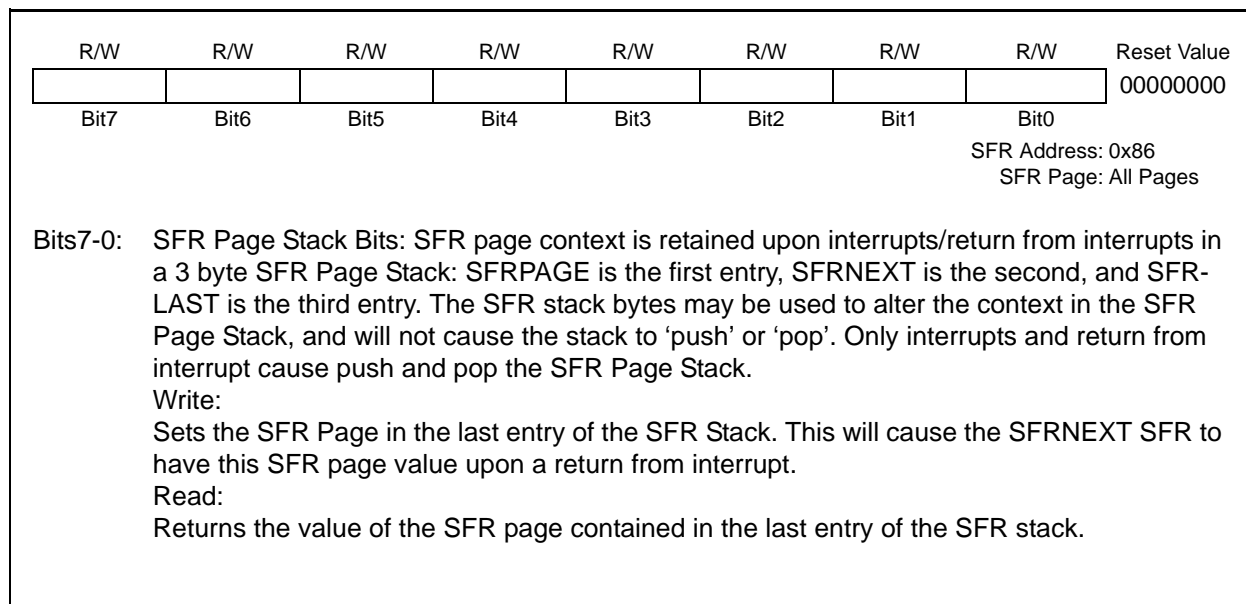 R/W R/W R/W R/W R/W R/W R/W R/W Reset Value
00000000
Bit7 Bit6 Bit5 Bit4 Bit3 Bit2 Bit1 Bit0
SFR Address: 0x86
SFR Page: All Pages
Bits7-0: SFR Page Stack Bits: SFR page context is retained upon interrupts/return from interrupts in
a 3 byte SFR Page Stack: SFRPAGE is the first entry, SFRNEXT is the second, and SFR-
LAST is the third entry. The SFR stack bytes may be used to alter the context in the SFR
Page Stack, and will not cause the stack to ‘push’ or ‘pop’. Only interrupts and return from
interrupt cause push and pop the SFR Page Stack.
Write:
Sets the SFR Page in the last entry of the SFR Stack. This will cause the SFRNEXT SFR to
have this SFR page value upon a return from interrupt.
Read:
Returns the value of the SFR page contained in the last entry of the SFR stack.